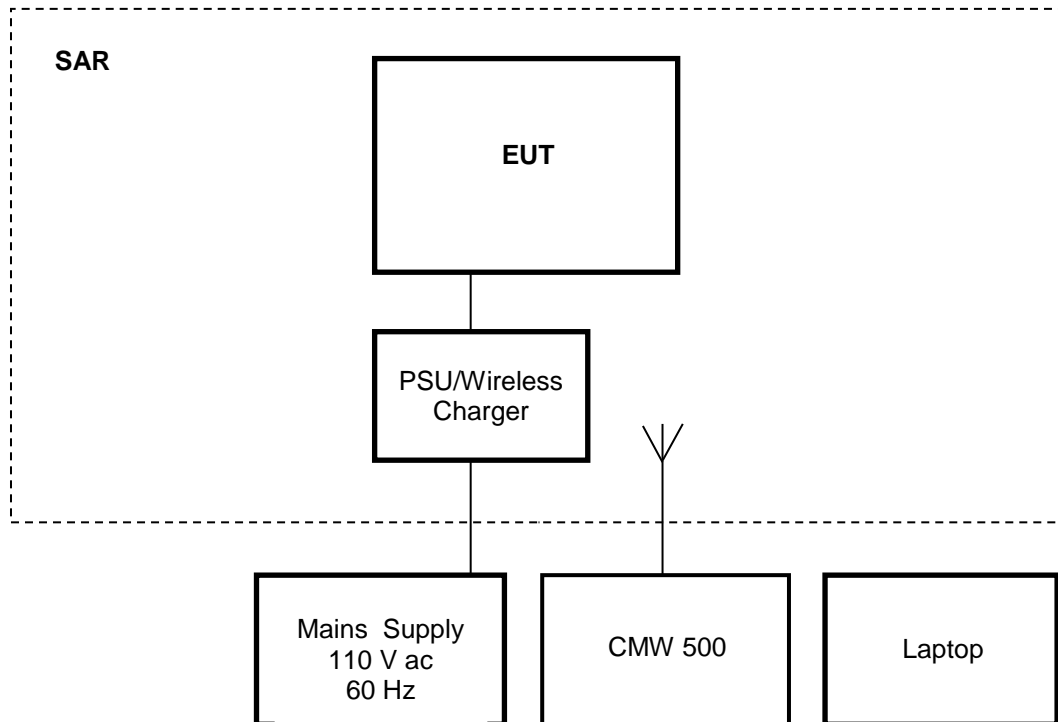 SAR
EUT
PSU/Wireless
Charger
Mains Supply
110 V ac
60 Hz
CMW 500
Laptop